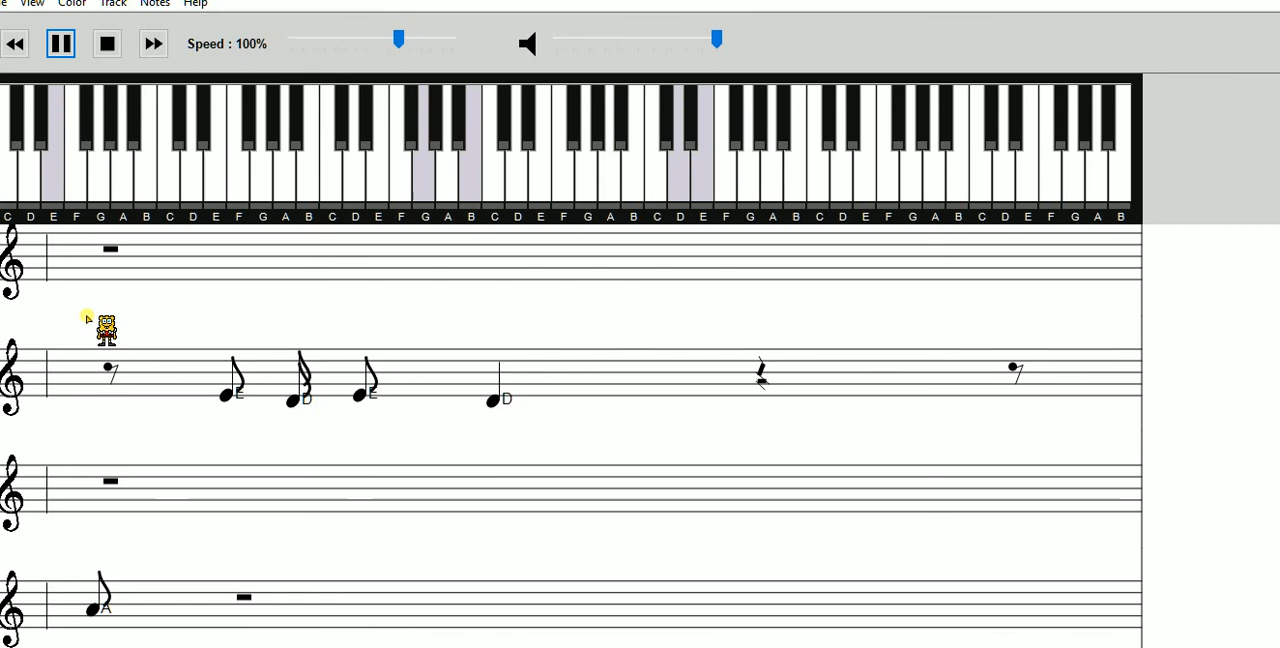 e View Color Track Notes Help
Speed : 100%
C D E F G A B C D E F G A B C D E F G A B C D E F G A B C D E F G A B C D E F G A B C D E F G A B
E D E D
A